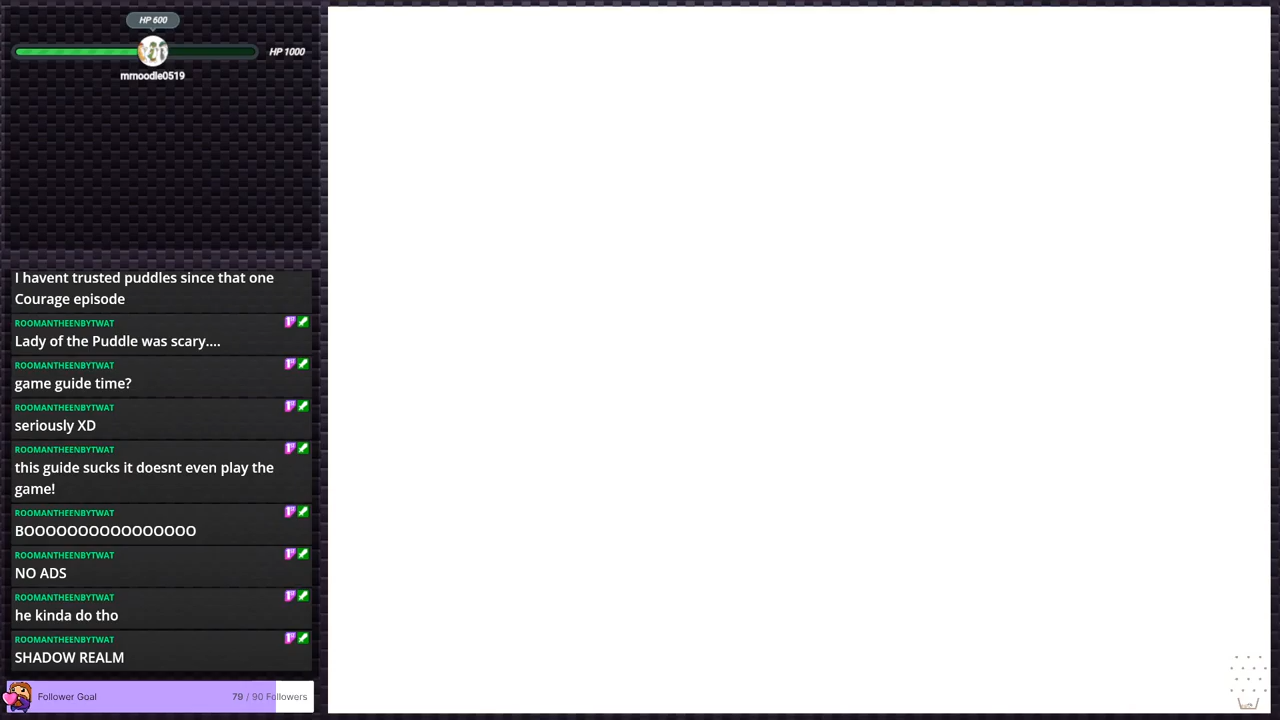 HP 600
HP 1000
mmoodle0519
I havent trusted puddles since that one
Courage episode
ROOMANTHEENBYTWAT
Lady of the Puddle was scary....
ROOMANTHEENBYTWAT
game guide time?
ROOMANTHEENBYTWAT
seriously XD
ROOMANTHEENBYTWAT
this guide sucks it doesnt even play the
game!
ROOMANTHEENBYTWAT
BOOOOOOOOOOOOOOOO
ROOMANTHEENBYTWAT
NO ADS
ROOMANTHEENBYTWAT
he kinda do tho
ROOMANTHEENBYTWAT
SHADOW REALM
Follower Goal 79 / 90 Followers